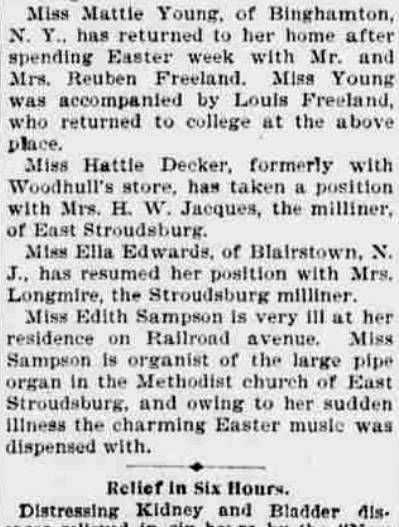 Miss Mattie Young, of Binghamton,
N. Y., has returned to her home after
spending Easter week with Mr. and
Mrs. Reuben Freeland. Miss Young
was accompanied by Louis Freeland,
who returned to college at the above
place.
Miss Hattie Decker, formerly with
Woodhull's store, has taken a position
with Mrs. H. W. Jacques, the milliner,
of East Stroudsburg.
Miss Ella Edwards, of Blairstown, N.
J., has resumed her position with Mrs.
Longmire, the Stroudsburg milliner.
Miss Edith Sampson is very ill at her
residence on Railroad avenue. Miss
Sampson is organist of the large pipe
organ in the Methodist church of East
Stroudsburg, and owing to her sudden
illness the charming Easter music was
dispensed with.
Relief in Six Hours.
Distressing Kidney and Bladder dis-